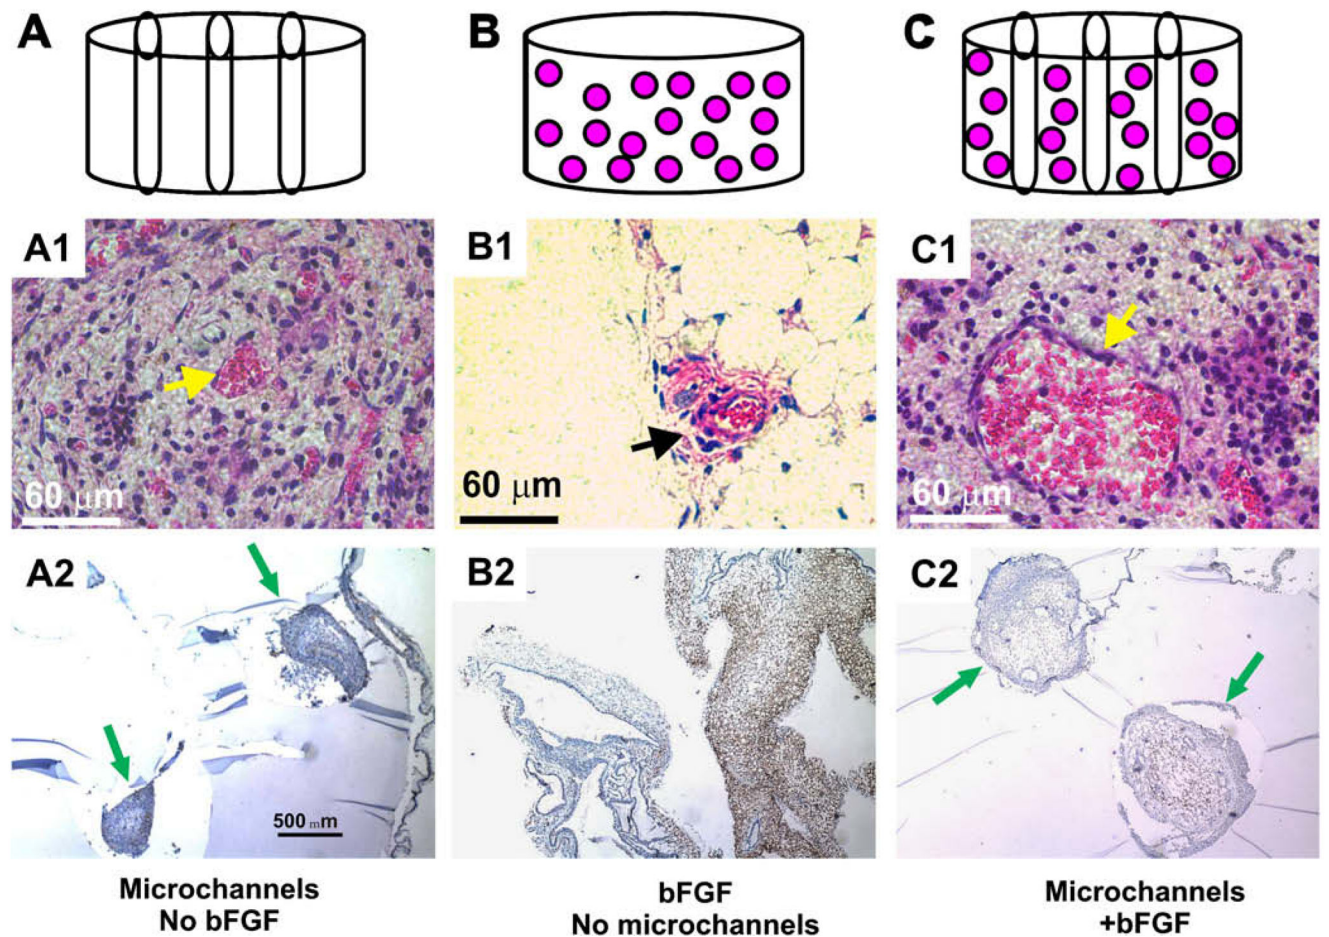 A
B
C
A1
B1
C1
60 μm
60 μm
60 μm
A2
B2
C2
500 mm
Microchannels
No bFGF
bFGF
No microchannels
Microchannels
+bFGF